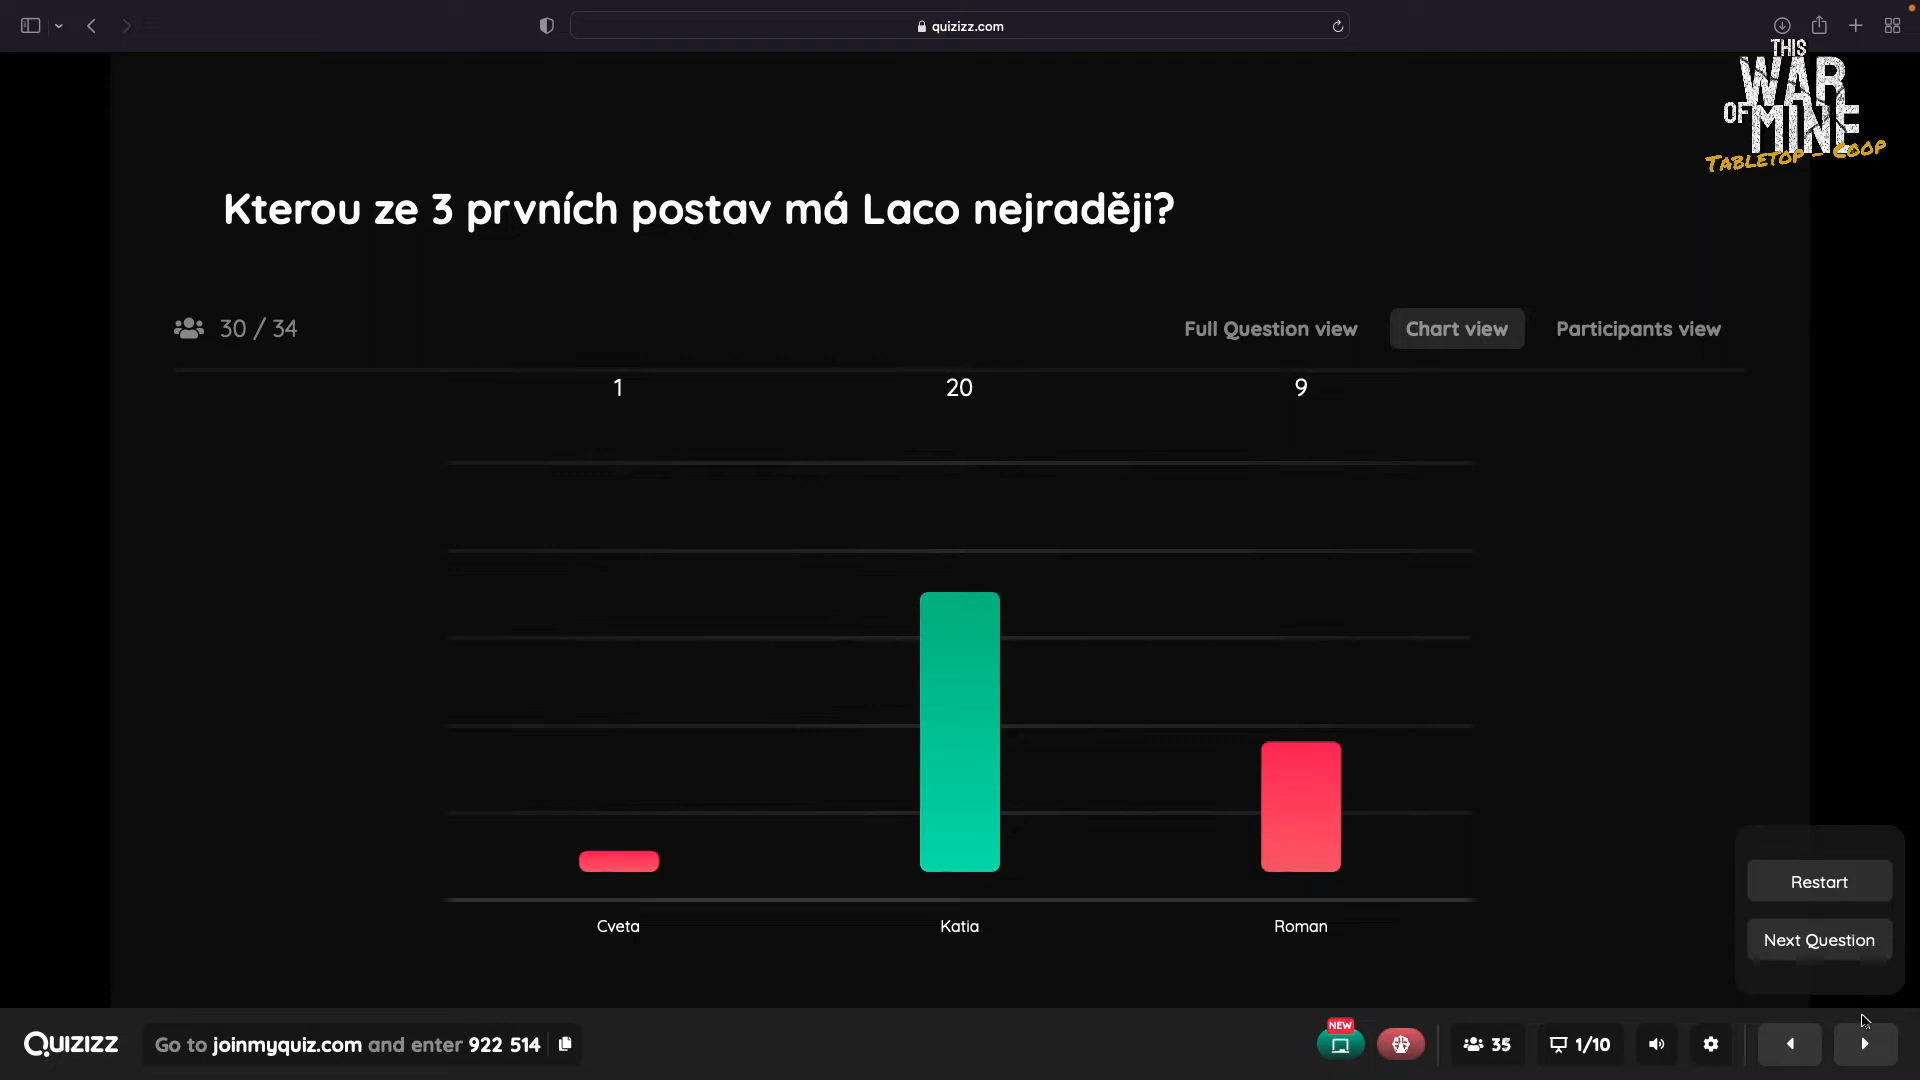 quizizz.com
THIS
WAR
OF MINE
TABLETOP - COOP
Kterou ze 3 prvních postav má Laco nejraději?
30 / 34
Full Question view
Chart view
Participants view
1
20
9
Cveta
Katia
Roman
Restart
Next Question
QUIZIZZ
Go to joinmyquiz.com and enter 922 514
NEW
35
1/10